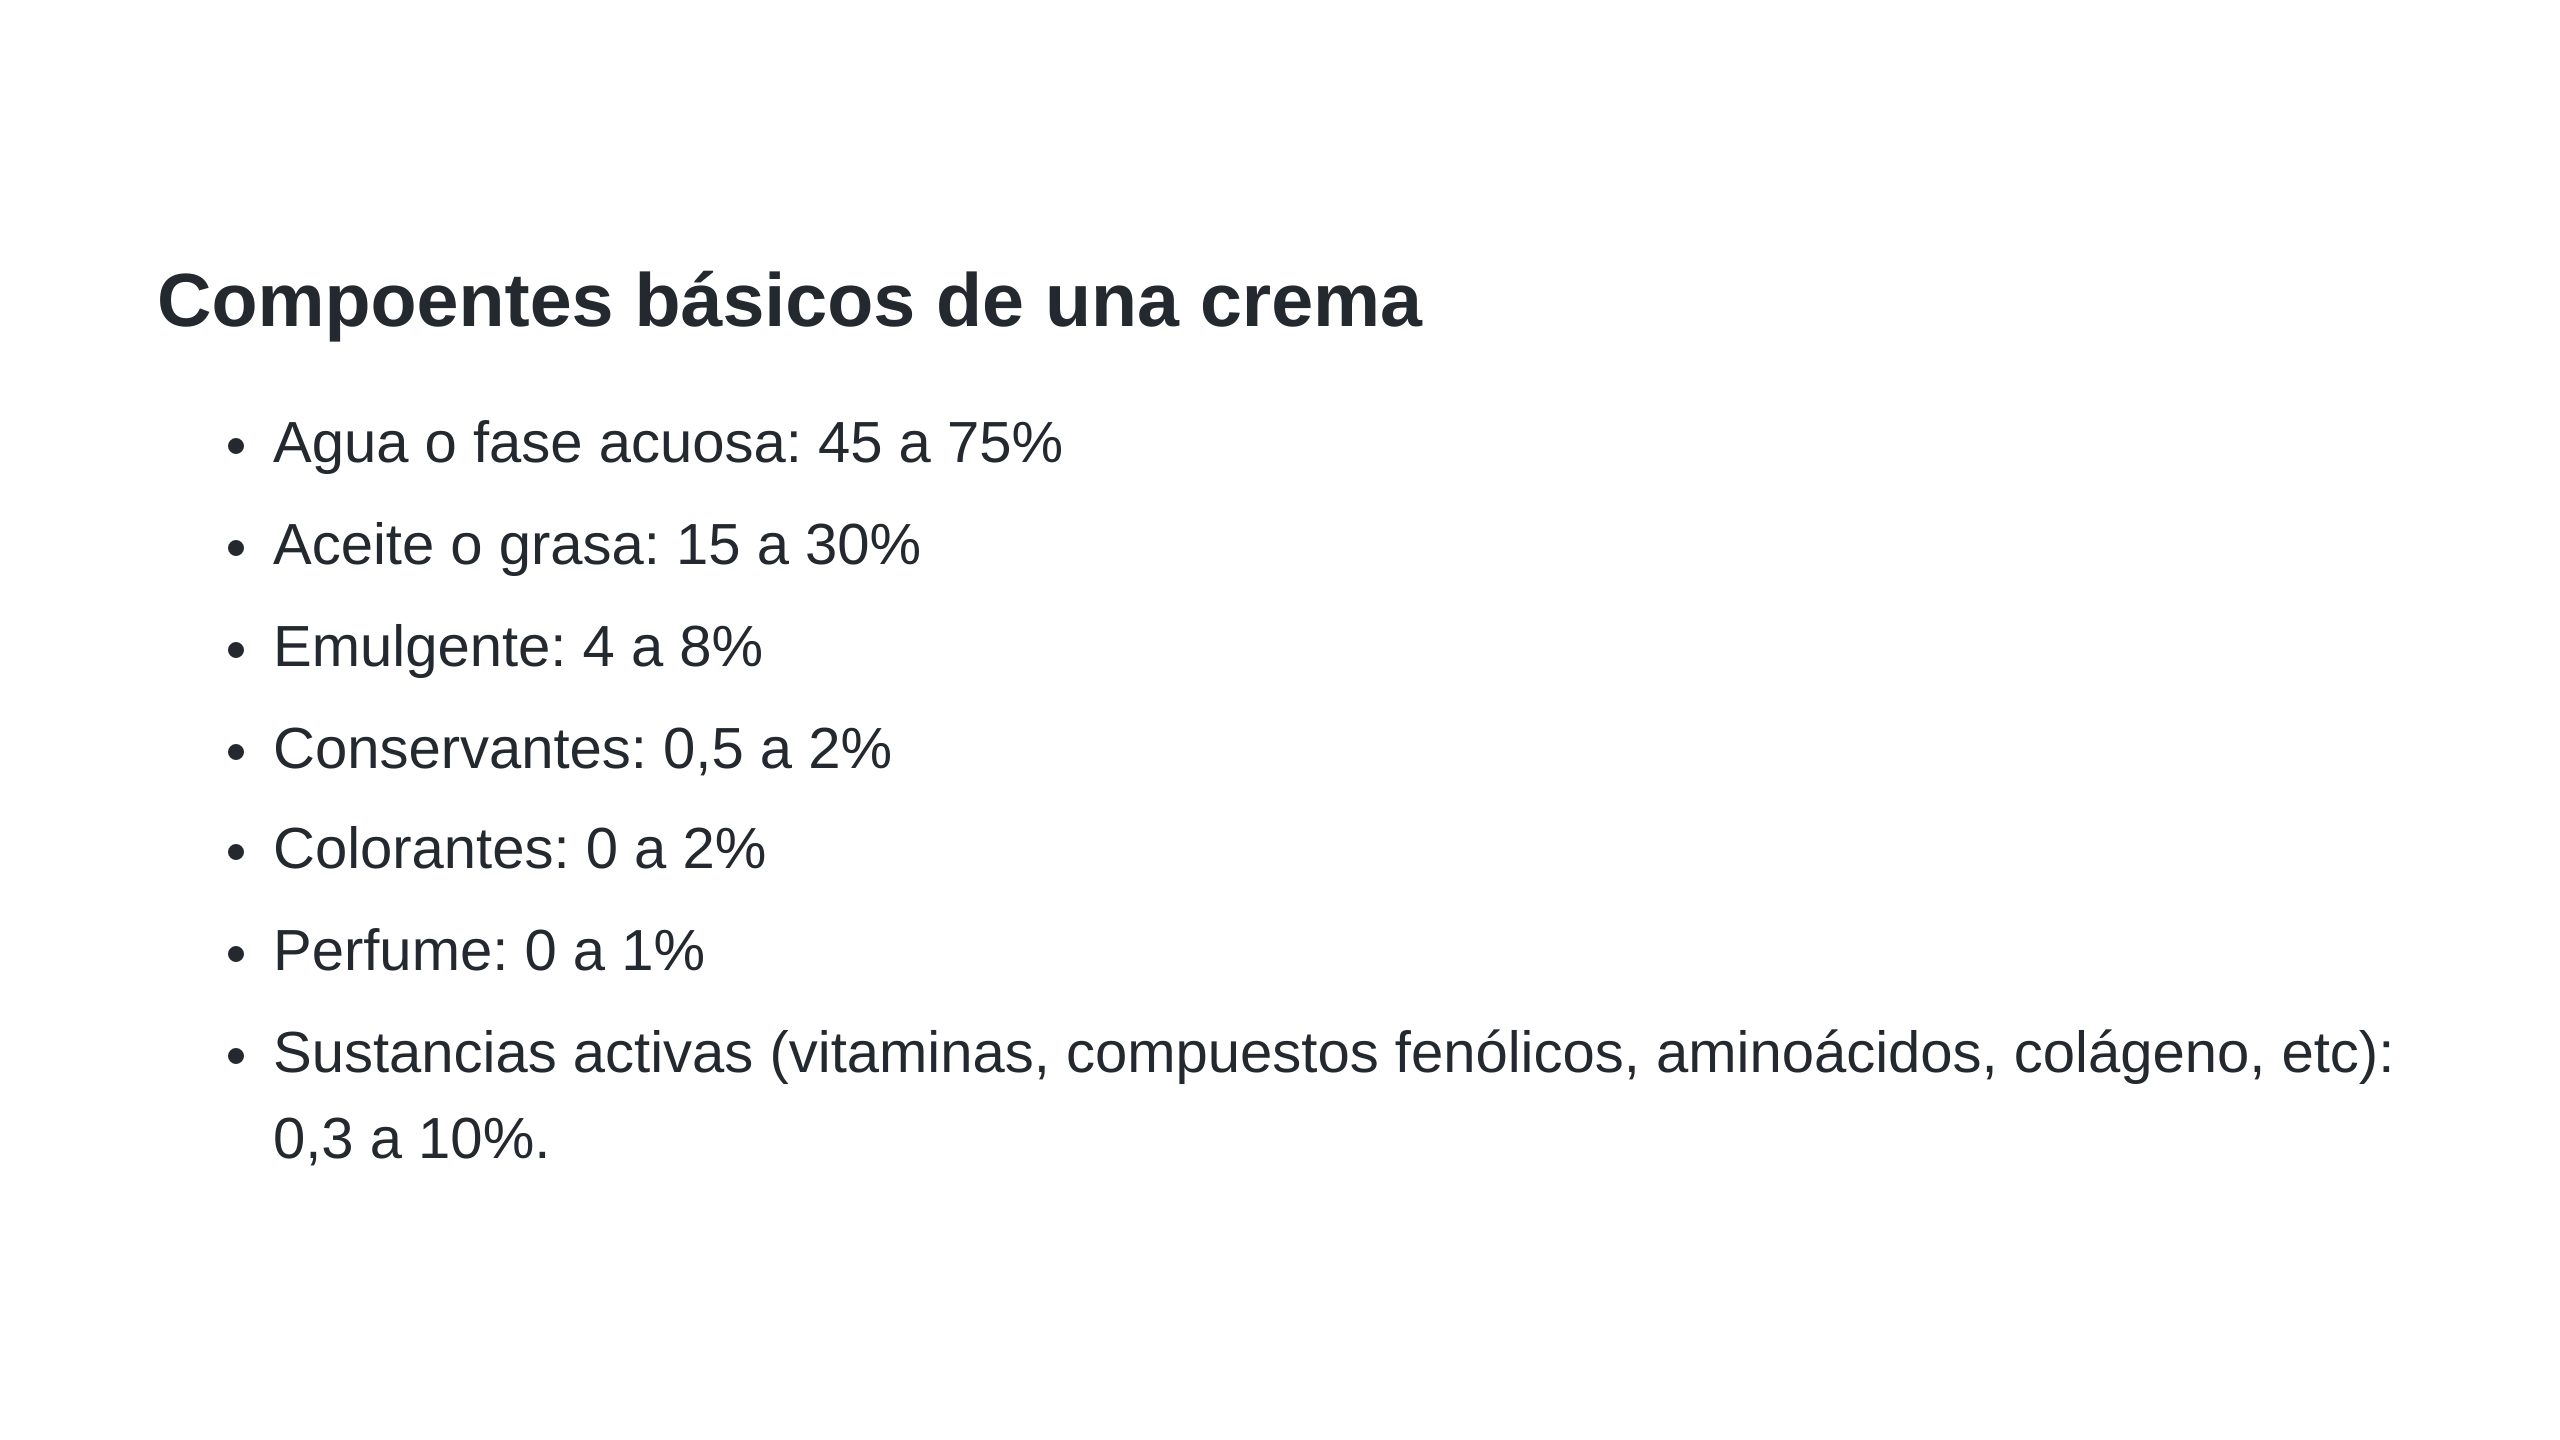 Compoentes básicos de una crema
• Agua o fase acuosa: 45 a 75%
• Aceite o grasa: 15 a 30%
• Emulgente: 4 a 8%
• Conservantes: 0,5 a 2%
• Colorantes: 0 a 2%
• Perfume: 0 a 1%
• Sustancias activas (vitaminas, compuestos fenólicos, aminoácidos, colágeno, etc):
0,3 a 10%.